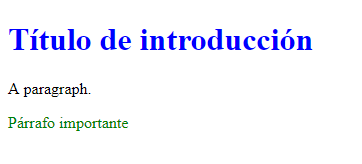 Título de introducción
A paragraph.
Párrafo importante